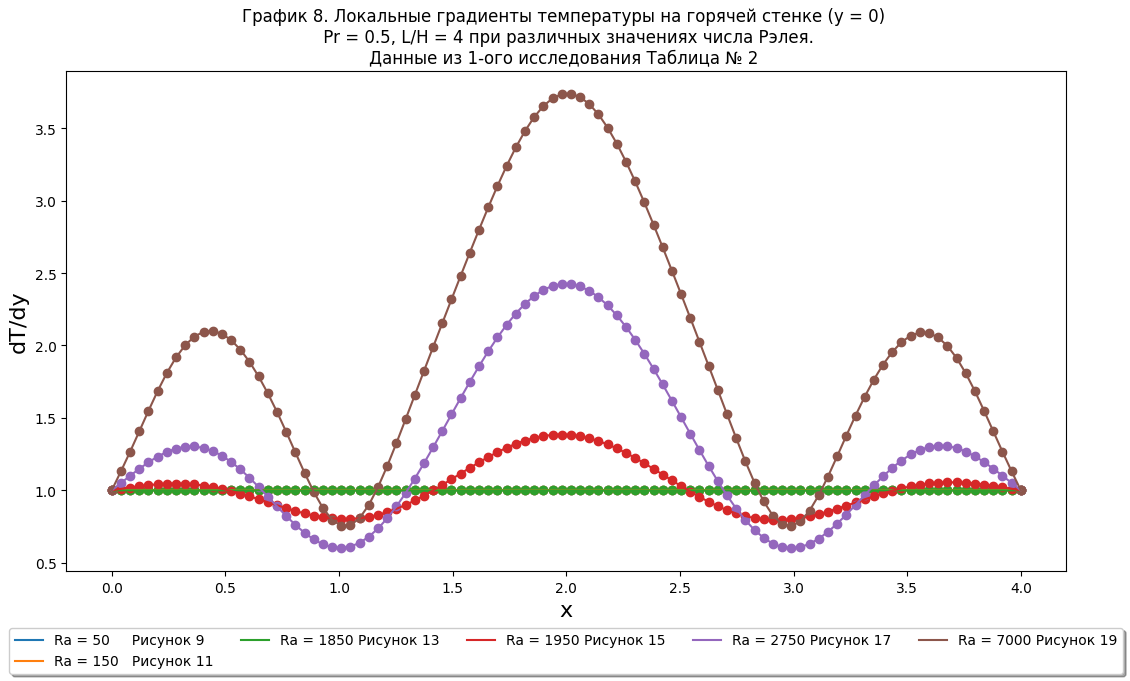 График 8. Локальные градиенты температуры на горячей стенке (y = 0)
Pr = 0.5, L/H = 4 при различных значениях числа Рэлея.
Данные из 1-ого исследования Таблица № 2
dT/dy
3.5
3.0
2.5
2.0
1.5
1.0
0.5
0.0 0.5 1.0 1.5 2.0 2.5 3.0 3.5 4.0
x
Ra = 50 Рисунок 9 Ra = 1850 Рисунок 13 Ra = 1950 Рисунок 15 Ra = 2750 Рисунок 17 Ra = 7000 Рисунок 19
Ra = 150 Рисунок 11